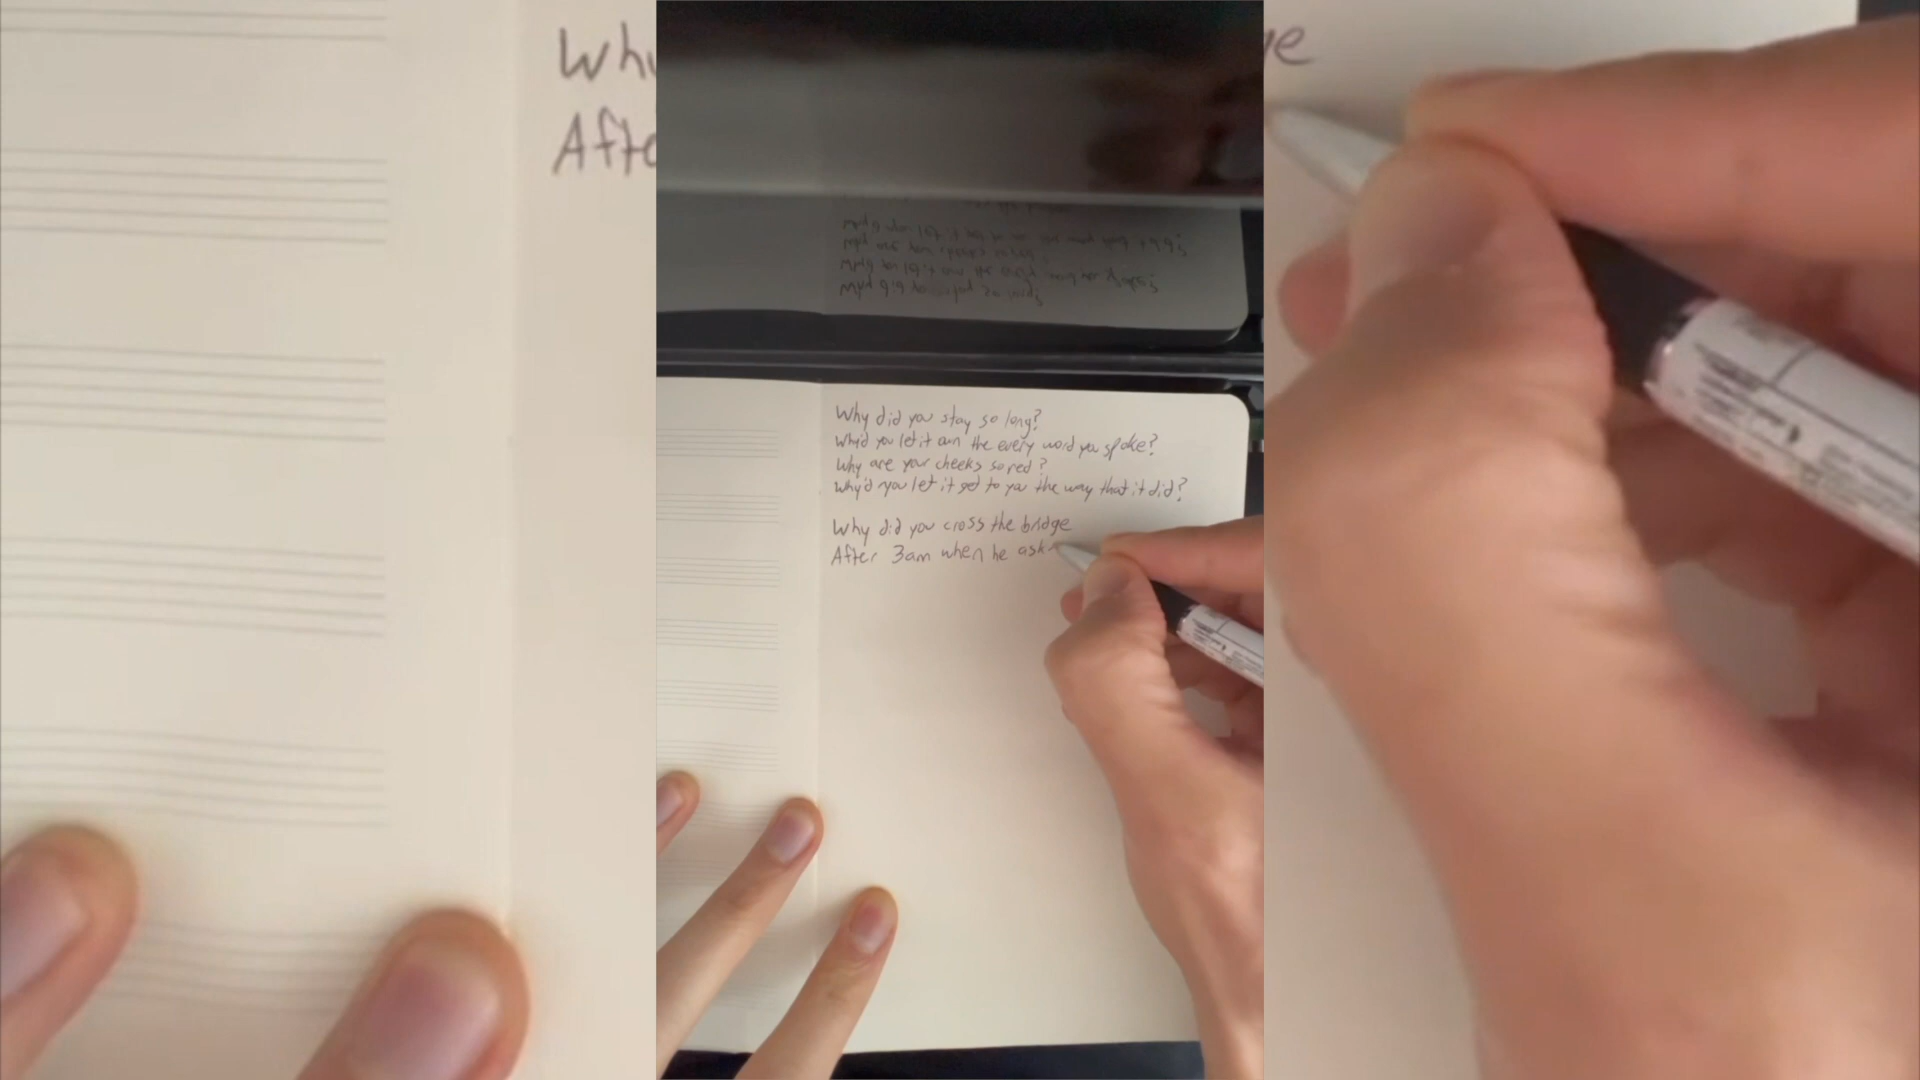 Why did you stay so long?
Why'd you let it own the every word you spoke?
Why are your cheeks so red?
Why'd you let it get to you the way that it did?
Why did you cross the bridge
After 3am when he ask